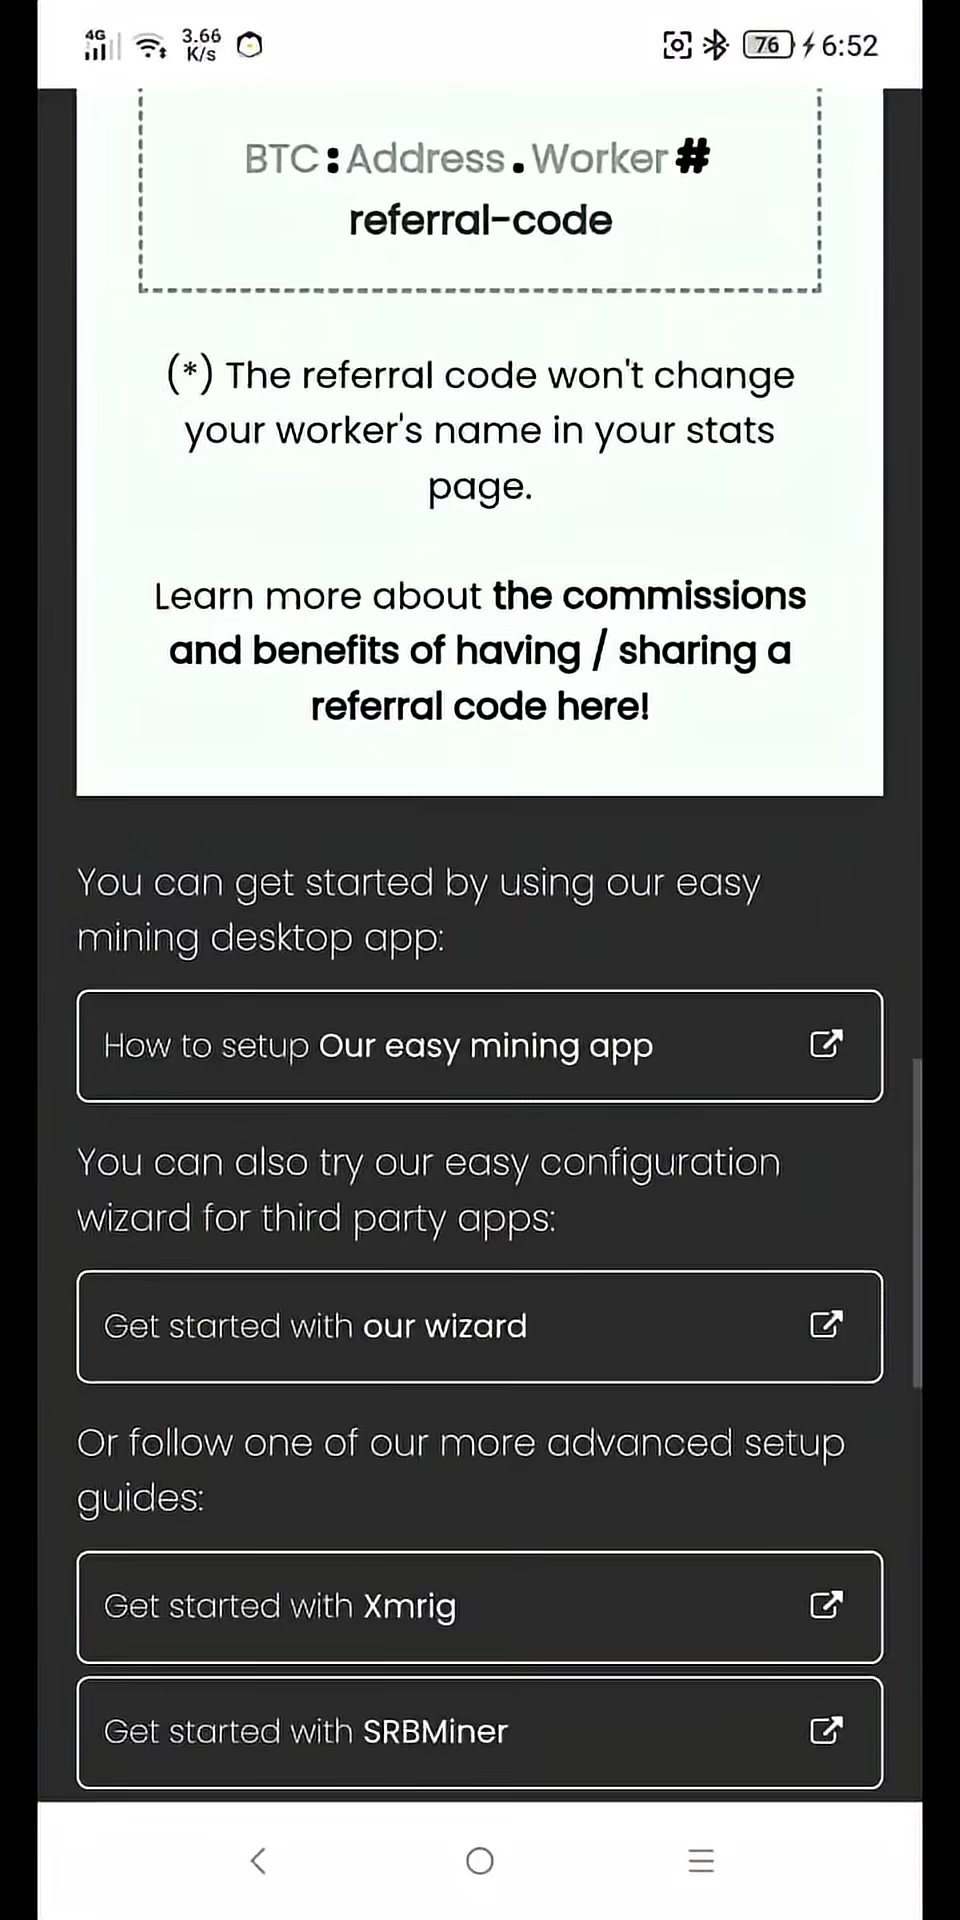 4G
3.66
K/s
76
6:52
BTC:Address.Worker#
referral-code
(*) The referral code won't change
your worker's name in your stats
page.
Learn more about the commissions
and benefits of having / sharing a
referral code here!
You can get started by using our easy
mining desktop app:
How to setup Our easy mining app
You can also try our easy configuration
wizard for third party apps:
Get started with our wizard
Or follow one of our more advanced setup
guides:
Get started with Xmrig
Get started with SRBMiner